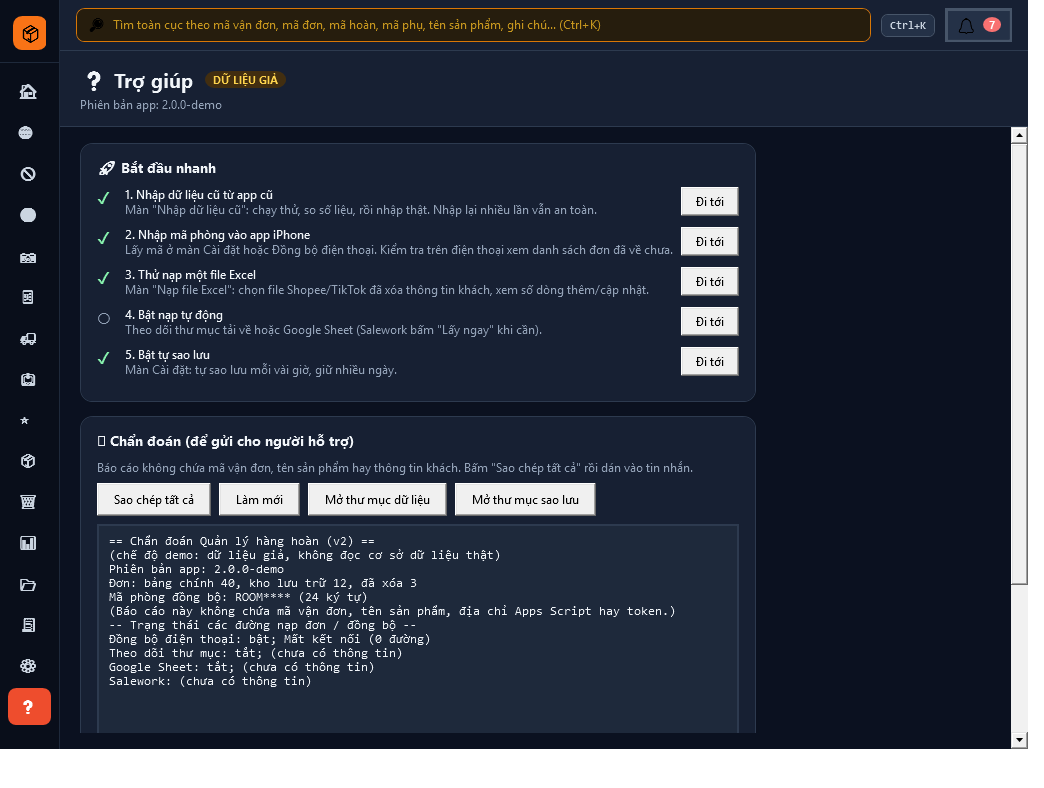 Tìm toàn cục theo mã vận đơn, mã đơn, mã hoàn, mã phụ, tên sản phẩm, ghi chú... (Ctrl+K)
Ctrl+K
7
? Trợ giúp
DỮ LIỆU GIẢ
Phiên bản app: 2.0.0-demo
Bắt đầu nhanh
1. Nhập dữ liệu cũ từ app cũ
Màn "Nhập dữ liệu cũ": chạy thử, so số liệu, rồi nhập thật. Nhập lại nhiều lần vẫn an toàn.
Đi tới
2. Nhập mã phòng vào app iPhone
Lấy mã ở màn Cài đặt hoặc Đồng bộ điện thoại. Kiểm tra trên điện thoại xem danh sách đơn đã về chưa.
Đi tới
3. Thử nạp một file Excel
Màn "Nạp file Excel": chọn file Shopee/TikTok đã xóa thông tin khách, xem số dòng thêm/cập nhật.
Đi tới
4. Bật nạp tự động
Theo dõi thư mục tải về hoặc Google Sheet (Salework bấm "Lấy ngay" khi cần).
Đi tới
5. Bật tự sao lưu
Màn Cài đặt: tự sao lưu mỗi vài giờ, giữ nhiều ngày.
Đi tới
Chẩn đoán (để gửi cho người hỗ trợ)
Báo cáo không chứa mã vận đơn, tên sản phẩm hay thông tin khách. Bấm "Sao chép tất cả" rồi dán vào tin nhắn.
Sao chép tất cả
Làm mới
Mở thư mục dữ liệu
Mở thư mục sao lưu
== Chẩn đoán Quản lý hàng hoàn (v2) ==
(chế độ demo: dữ liệu giả, không đọc cơ sở dữ liệu thật)
Phiên bản app: 2.0.0-demo
Đơn: bảng chính 40, kho lưu trữ 12, đã xóa 3
Mã phòng đồng bộ: ROOM**** (24 ký tự)
(Báo cáo này không chứa mã vận đơn, tên sản phẩm, địa chỉ Apps Script hay token.)
-- Trạng thái các đường nạp đơn / đồng bộ --
Đồng bộ điện thoại: bật; Mất kết nối (0 đường)
Theo dõi thư mục: tắt; (chưa có thông tin)
Google Sheet: tắt; (chưa có thông tin)
Salework: (chưa có thông tin)
?